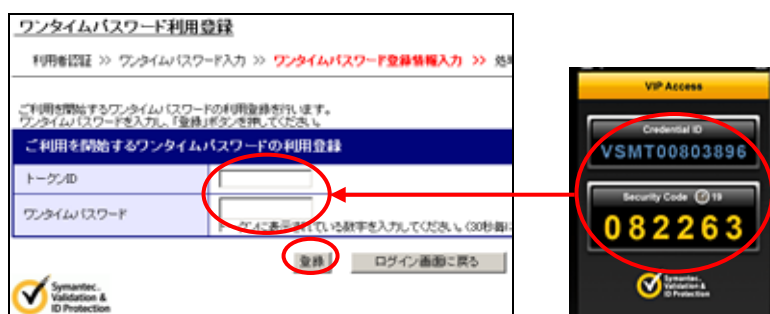 ワンタイムパスワード利用登録
利用者認証 >> ワンタイムパスワード入力 >> ワンタイムパスワード登録情報入力 >> 処
ご利用を開始するワンタイムパスワードの利用登録を行います。
ワンタイムパスワードを入力し、「登録」ボタンを押してください。
ご利用を開始するワンタイムパスワードの利用登録
トークンID
ワンタイムパスワード
トークンに表示されている数字を入力してください。(30秒毎に
登録
ログイン画面に戻る
Symantec.
Validation &
ID Protection
VIP Access
Credential ID
VSMT00803896
Security Code 19
082263
Symantec.
Validation &
ID Protection